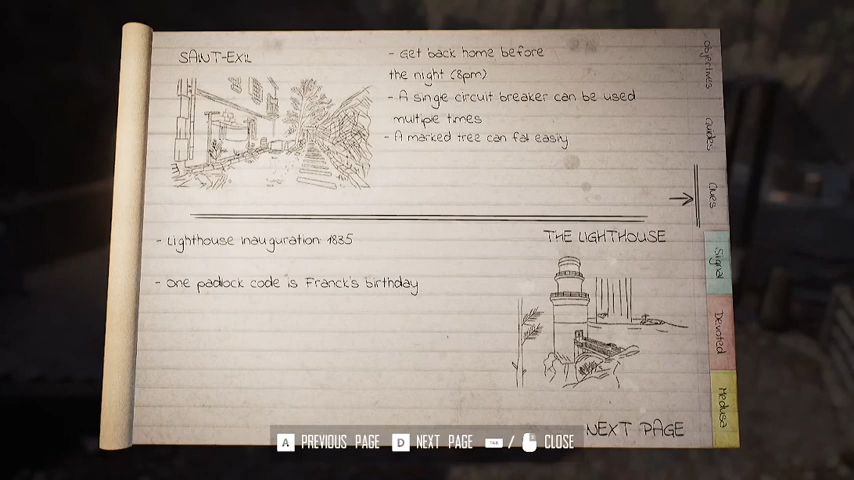 SAINT-EXIL
- Get back home before
the night (8pm)
- A single circuit breaker can be used
multiple times
- A marked tree can fall easily
- Lighthouse inauguration 1835
- One padlock code is Franck's birthday
THE LIGHTHOUSE
Objectives
Guides
Clues
Signal
Devoted
Medusa
NEXT PAGE
A PREVIOUS PAGE D NEXT PAGE TAB / CLOSE